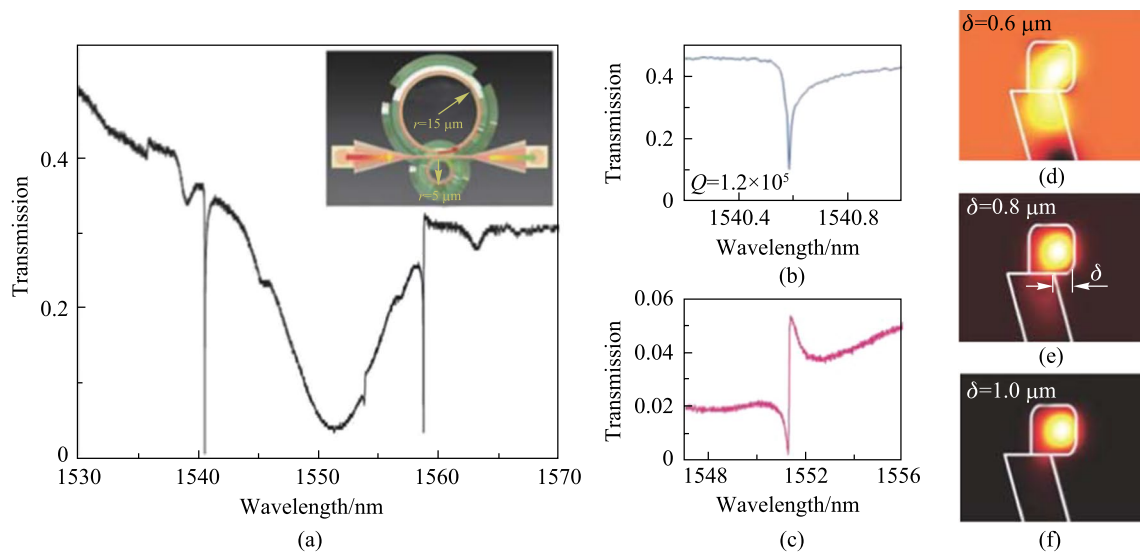 0.4
0.2
0
Transmission
1530
1540
1550
1560
1570
Wavelength/nm
(a)
r=15 μm
r=5 μm
0.4
0.2
0
Transmission
Q=1.2×10⁵
1540.4
1540.8
Wavelength/nm
(b)
0.06
0.04
0.02
0
Transmission
1548
1552
1556
Wavelength/nm
(c)
δ=0.6 μm
(d)
δ=0.8 μm
δ
(e)
δ=1.0 μm
(f)